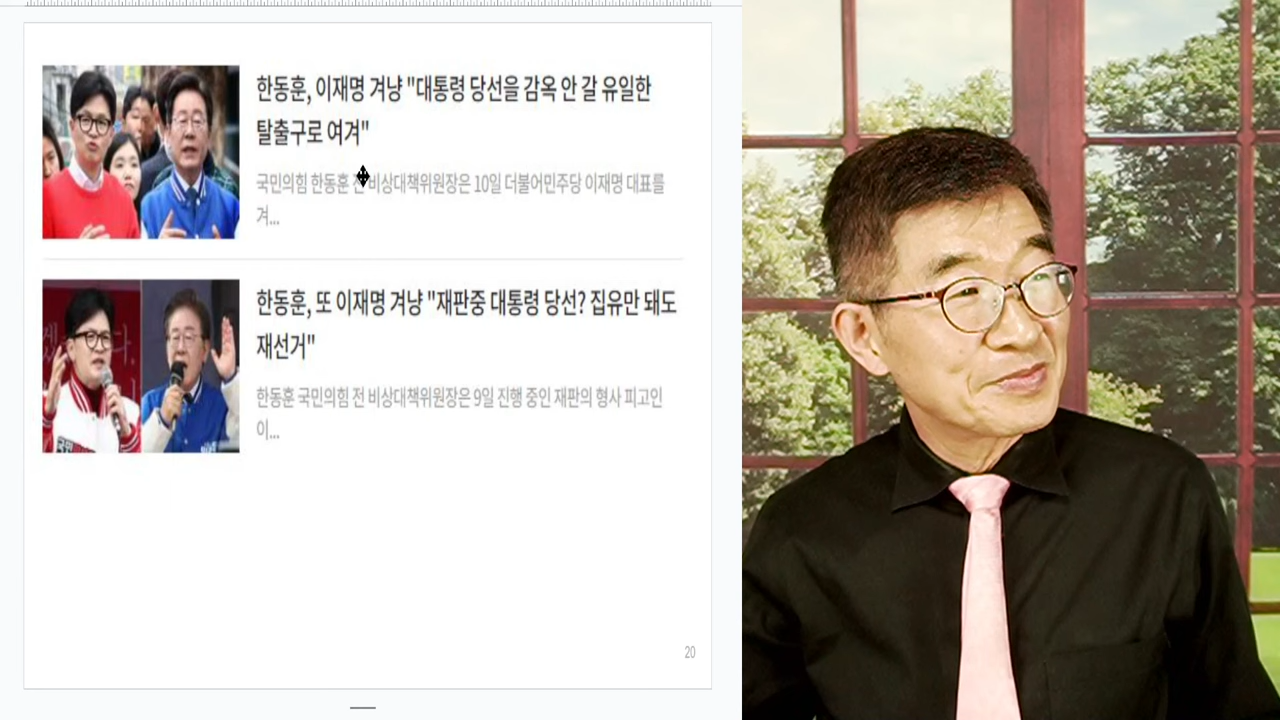 한동훈, 이재명 겨냥 "대통령 당선을 감옥 안 갈 유일한
탈출구로 여겨"
국민의힘 한동훈 전 비상대책위원장은 10일 더불어민주당 이재명 대표를
겨...
한동훈, 또 이재명 겨냥 "재판중 대통령 당선? 집유만 돼도
재선거"
한동훈 국민의힘 전 비상대책위원장은 9일 진행 중인 재판의 형사 피고인
이...
20